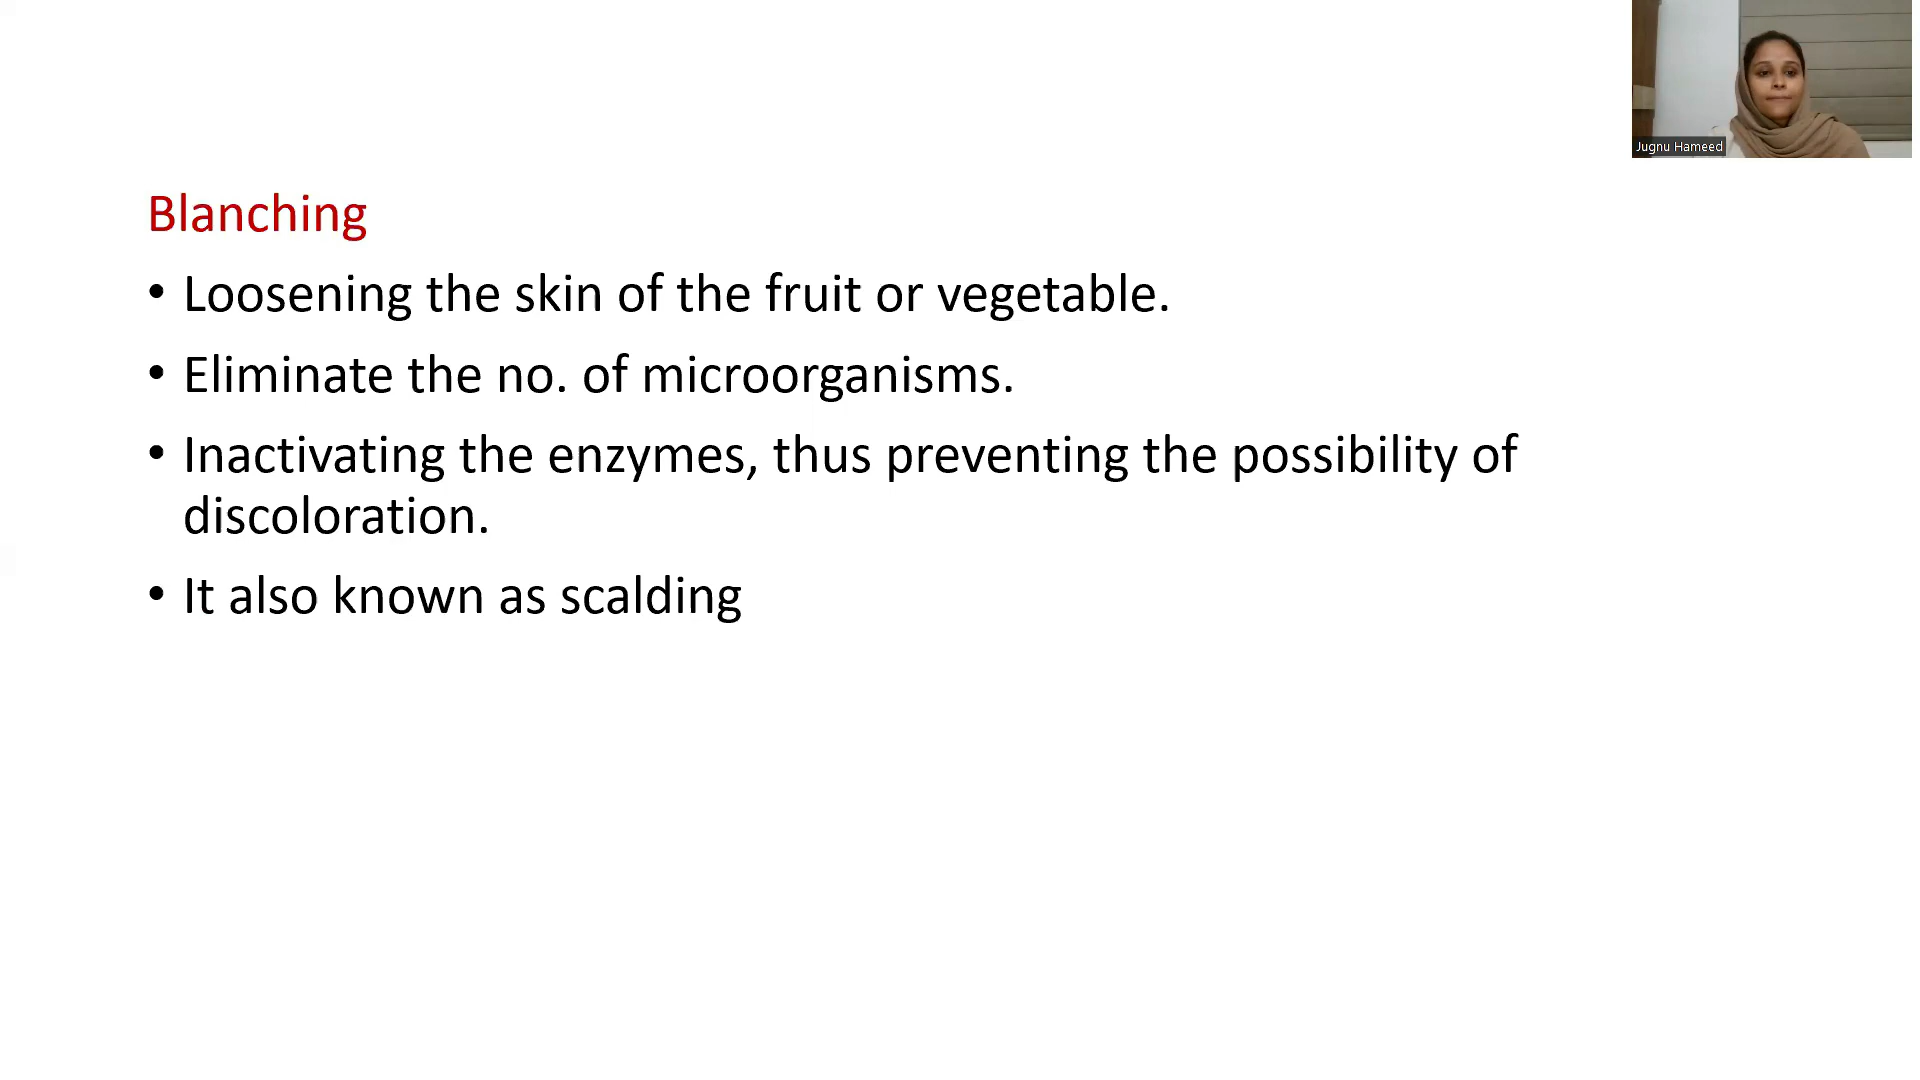 Jugnu Hameed
Blanching
• Loosening the skin of the fruit or vegetable.
• Eliminate the no. of microorganisms.
• Inactivating the enzymes, thus preventing the possibility of
discoloration.
• It also known as scalding